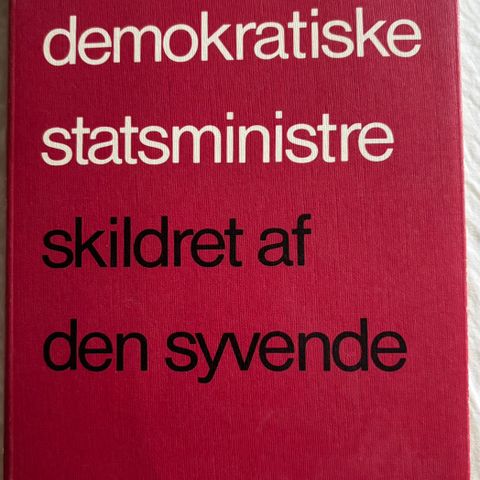 demokratiske
statsministre
skildret af
den syvende